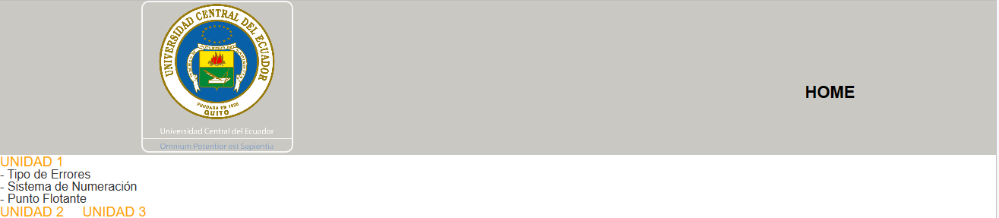 UNIVERSIDAD CENTRAL DEL ECUADOR
FUNDADA EN 1826
QUITO
Universidad Central del Ecuador
Omnium Potentior est Sapientia
HOME
UNIDAD 1
- Tipo de Errores
- Sistema de Numeración
- Punto Flotante
UNIDAD 2 UNIDAD 3